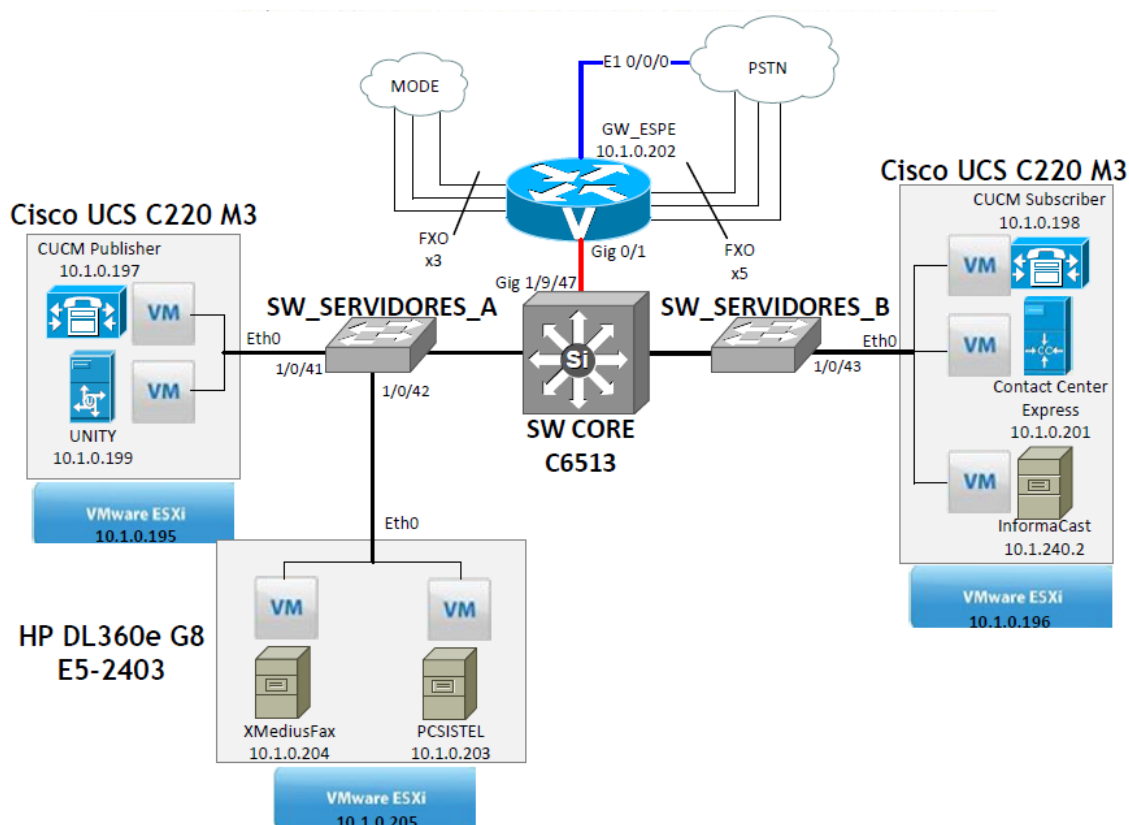 MODE
E1 0/0/0
PSTN
GW_ESPE
10.1.0.202
FXO
x3
FXO
x5
Gig 0/1
Gig 1/9/47
Cisco UCS C220 M3
CUCM Publisher
10.1.0.197
VM
VM
UNITY
10.1.0.199
VMware ESXi
10.1.0.195
Eth0
SW_SERVIDORES_A
1/0/41
1/0/42
Si
SW CORE
C6513
SW_SERVIDORES_B
1/0/43
Eth0
Cisco UCS C220 M3
CUCM Subscriber
10.1.0.198
VM
VM
CC
Contact Center
Express
10.1.0.201
VM
InformaCast
10.1.240.2
VMware ESXi
10.1.0.196
Eth0
HP DL360e G8
E5-2403
VM
VM
XMediusFax
10.1.0.204
PCSISTEL
10.1.0.203
VMware ESXi
10.1.0.205